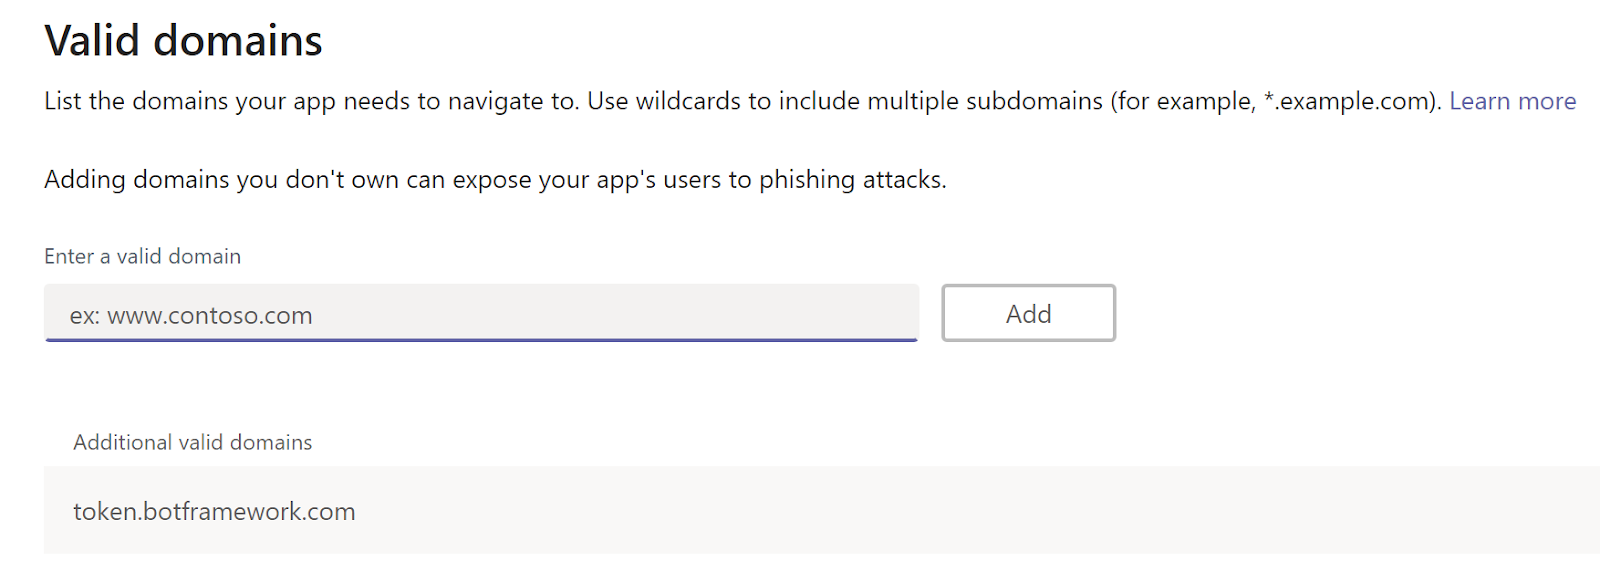 Valid domains
List the domains your app needs to navigate to. Use wildcards to include multiple subdomains (for example, *.example.com). Learn more
Adding domains you don't own can expose your app's users to phishing attacks.
Enter a valid domain
ex: www.contoso.com
Add
Additional valid domains
token.botframework.com